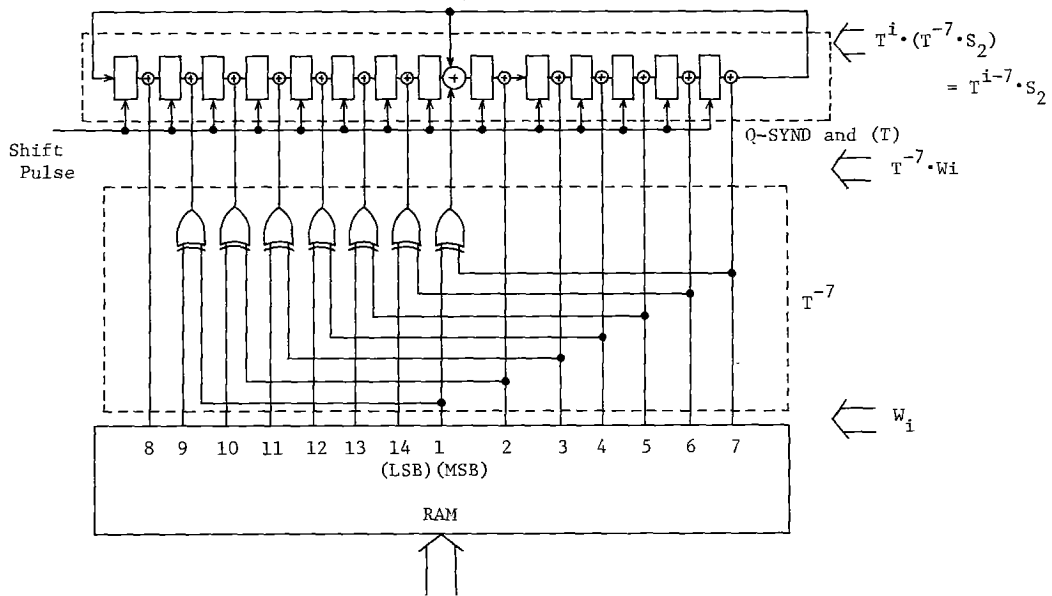 T^i·(T^-7·S_2)
= T^i-7·S_2
Q-SYND and (T)
Shift
Pulse
T^-7·Wi
T^-7
W_i
8 9 10 11 12 13 14 1 2 3 4 5 6 7
(LSB)(MSB)
RAM